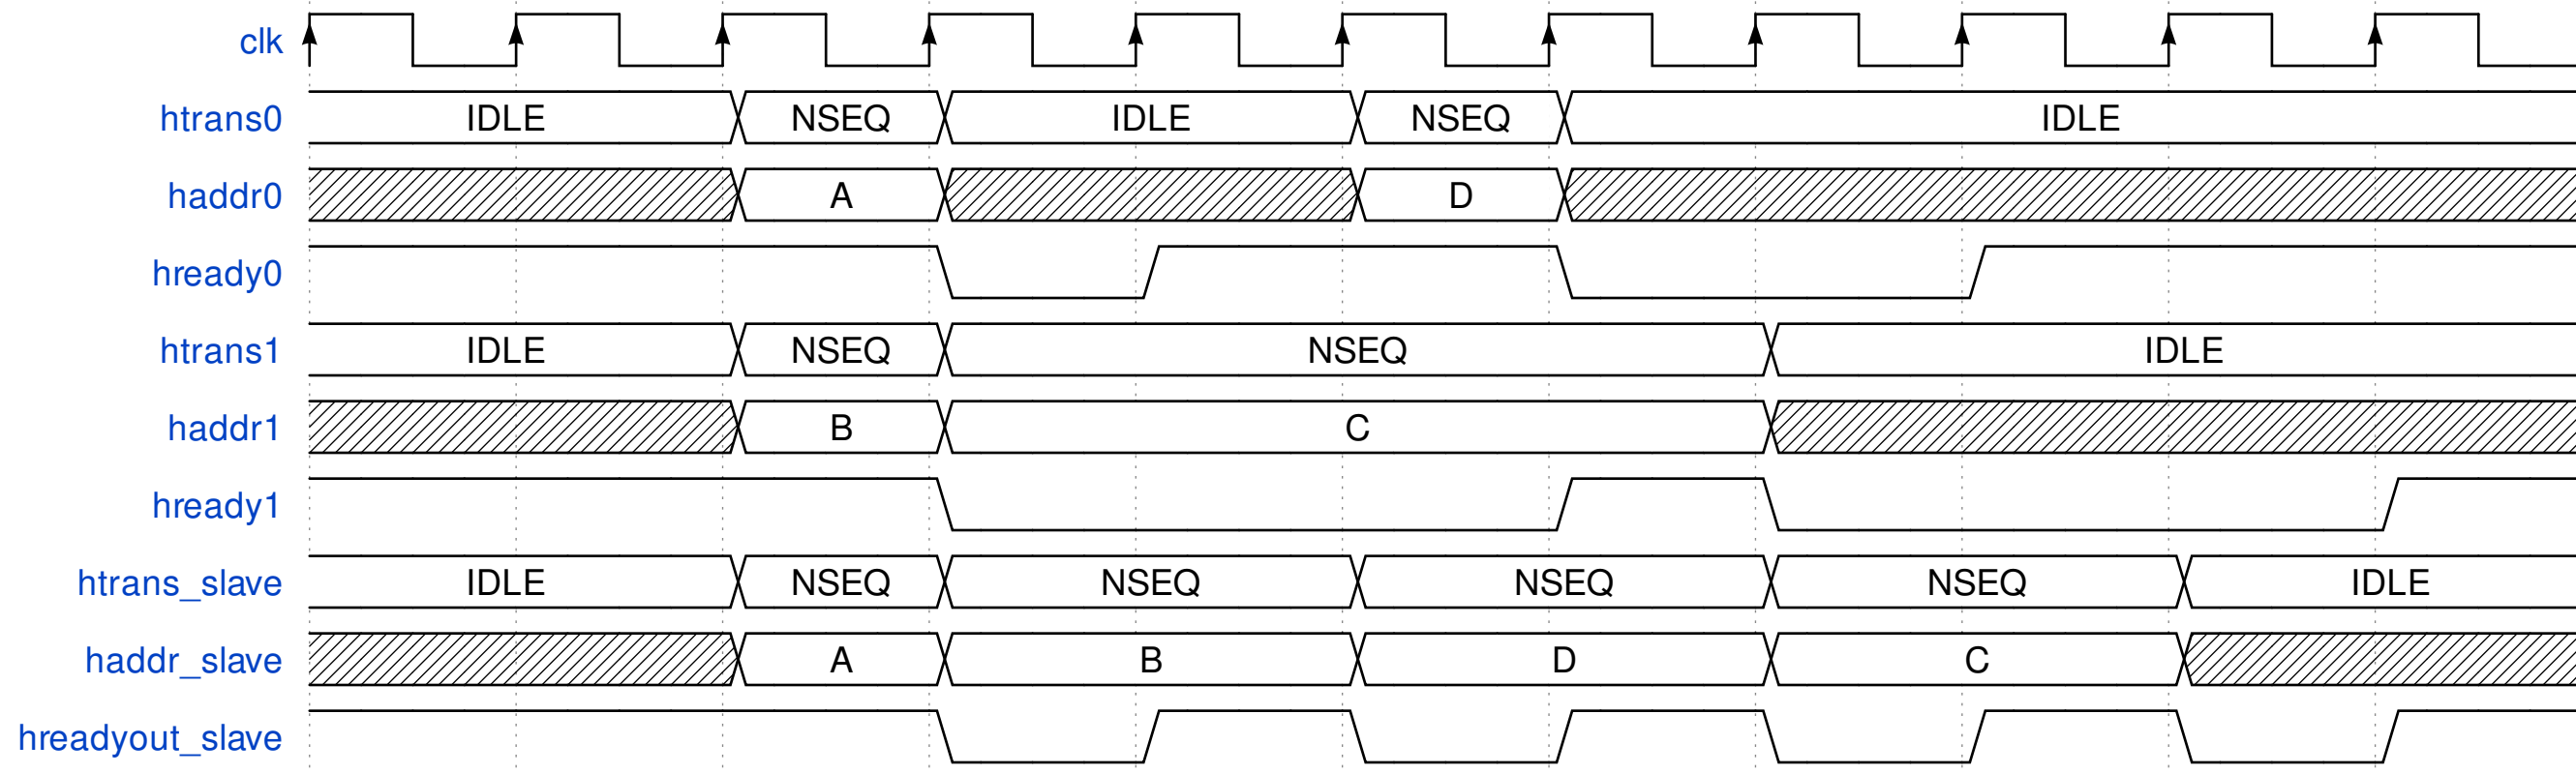 clk
htrans0 IDLE NSEQ IDLE NSEQ IDLE
haddr0 A D
hready0
htrans1 IDLE NSEQ NSEQ IDLE
haddr1 B C
hready1
htrans_slave IDLE NSEQ NSEQ NSEQ NSEQ IDLE
haddr_slave A B D C
hreadyout_slave